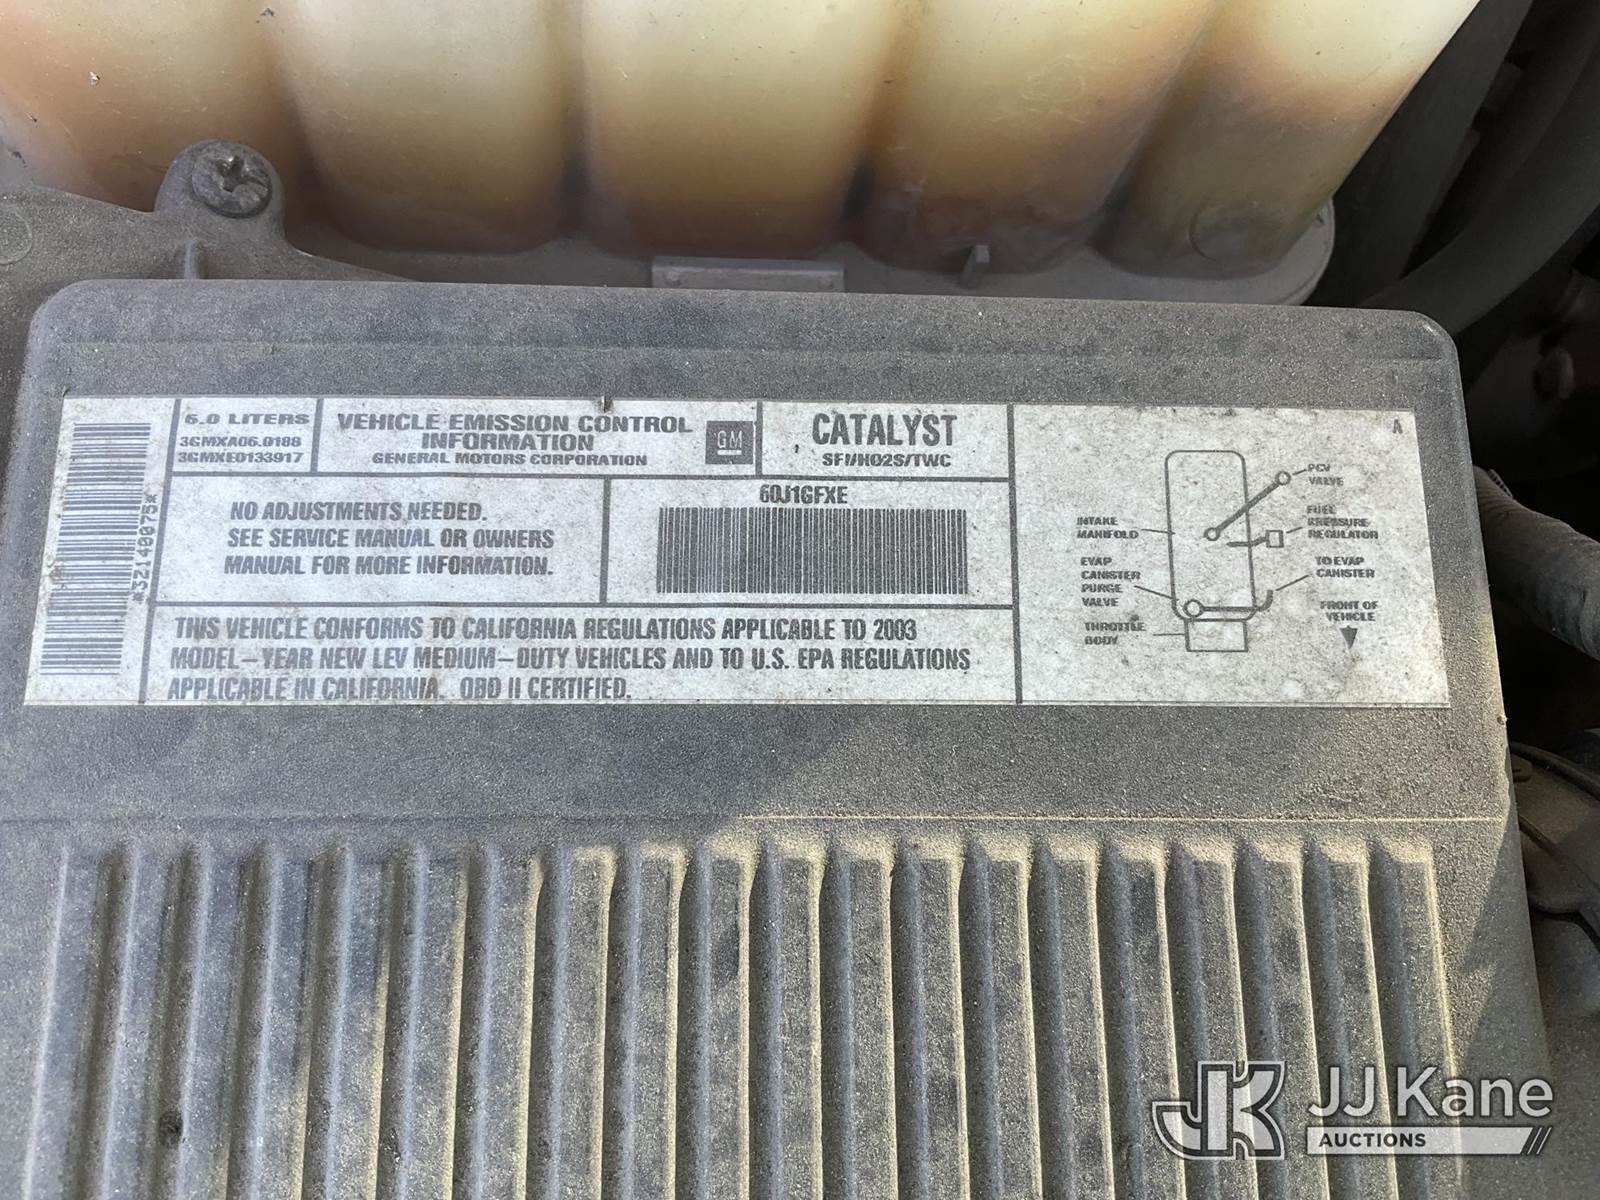 *32140075*
6.0 LITERS
3GMXA06.0188
3GMXE0133917
VEHICLE EMISSION CONTROL
INFORMATION
GENERAL MOTORS CORPORATION
GM
CATALYST
SFI/HO2S/TWC
NO ADJUSTMENTS NEEDED.
SEE SERVICE MANUAL OR OWNERS
MANUAL FOR MORE INFORMATION.
60J1GFXE
THIS VEHICLE CONFORMS TO CALIFORNIA REGULATIONS APPLICABLE TO 2003
MODEL-YEAR NEW LEV MEDIUM-DUTY VEHICLES AND TO U.S. EPA REGULATIONS
APPLICABLE IN CALIFORNIA. OBD II CERTIFIED.
A
PCV
VALVE
FUEL
PRESSURE
REGULATOR
INTAKE
MANIFOLD
EVAP
CANISTER
PURGE
VALVE
TO EVAP
CANISTER
THROTTLE
BODY
FRONT OF
VEHICLE
JK
JJ Kane
AUCTIONS